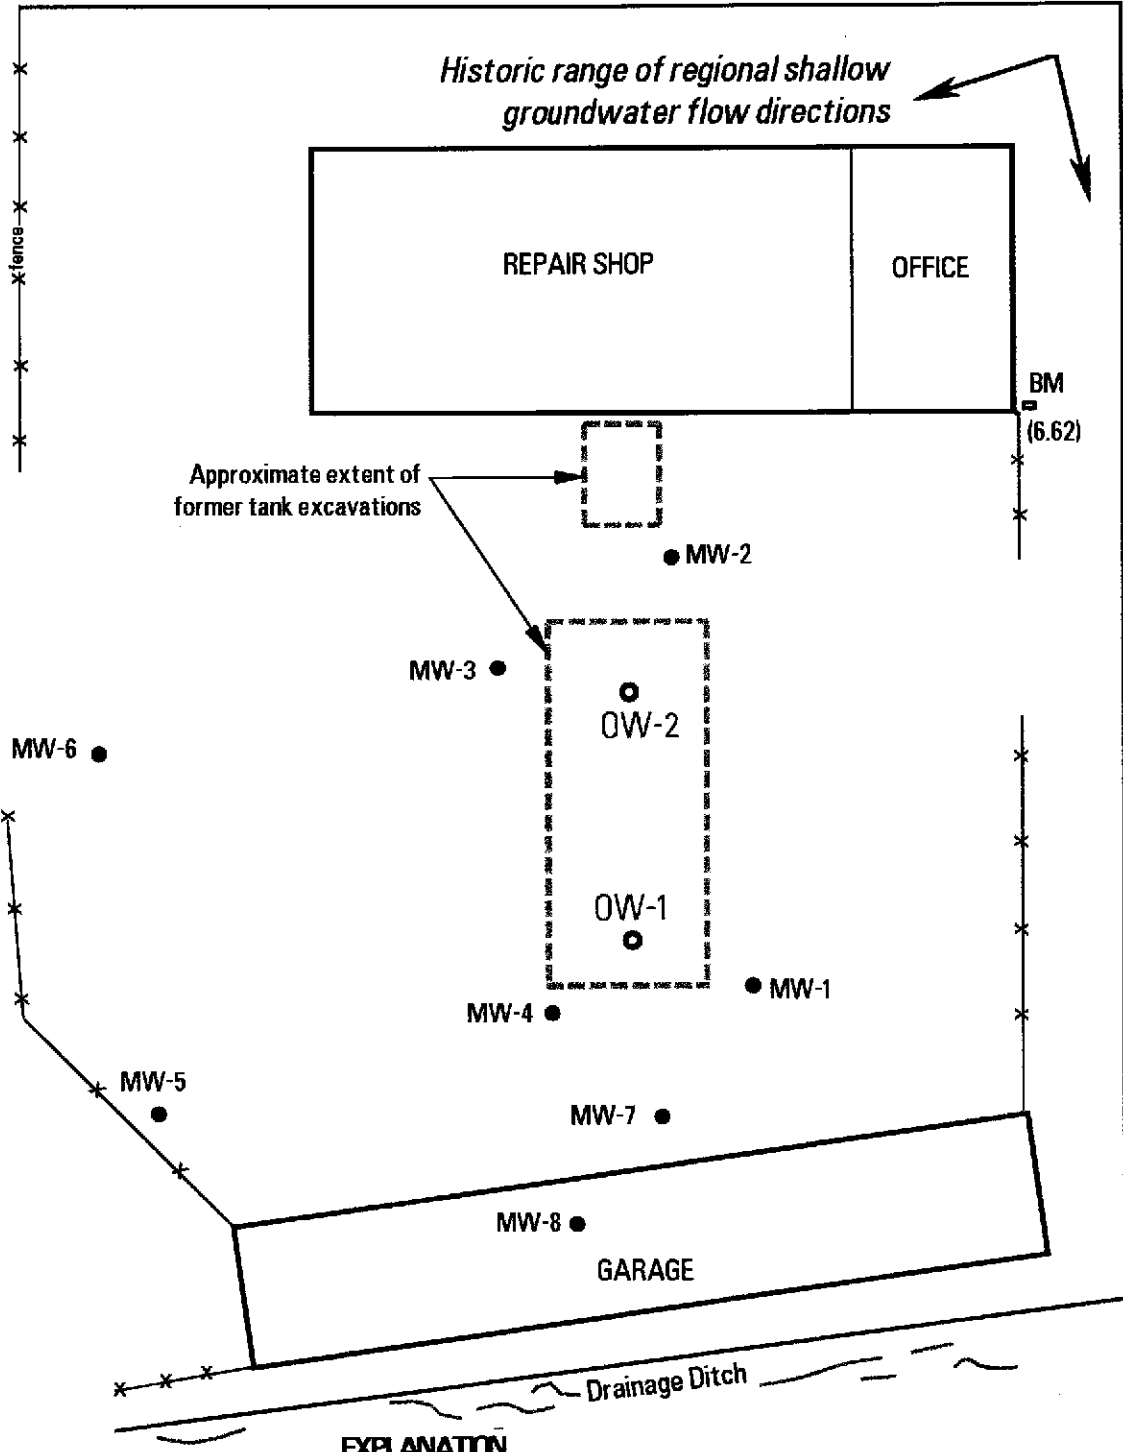 Historic range of regional shallow
groundwater flow directions
fence
REPAIR SHOP
OFFICE
BM
(6.62)
Approximate extent of
former tank excavations
MW-2
MW-3
OW-2
MW-6
OW-1
MW-1
MW-4
MW-5
MW-7
MW-8
GARAGE
Drainage Ditch
EXPLANATION